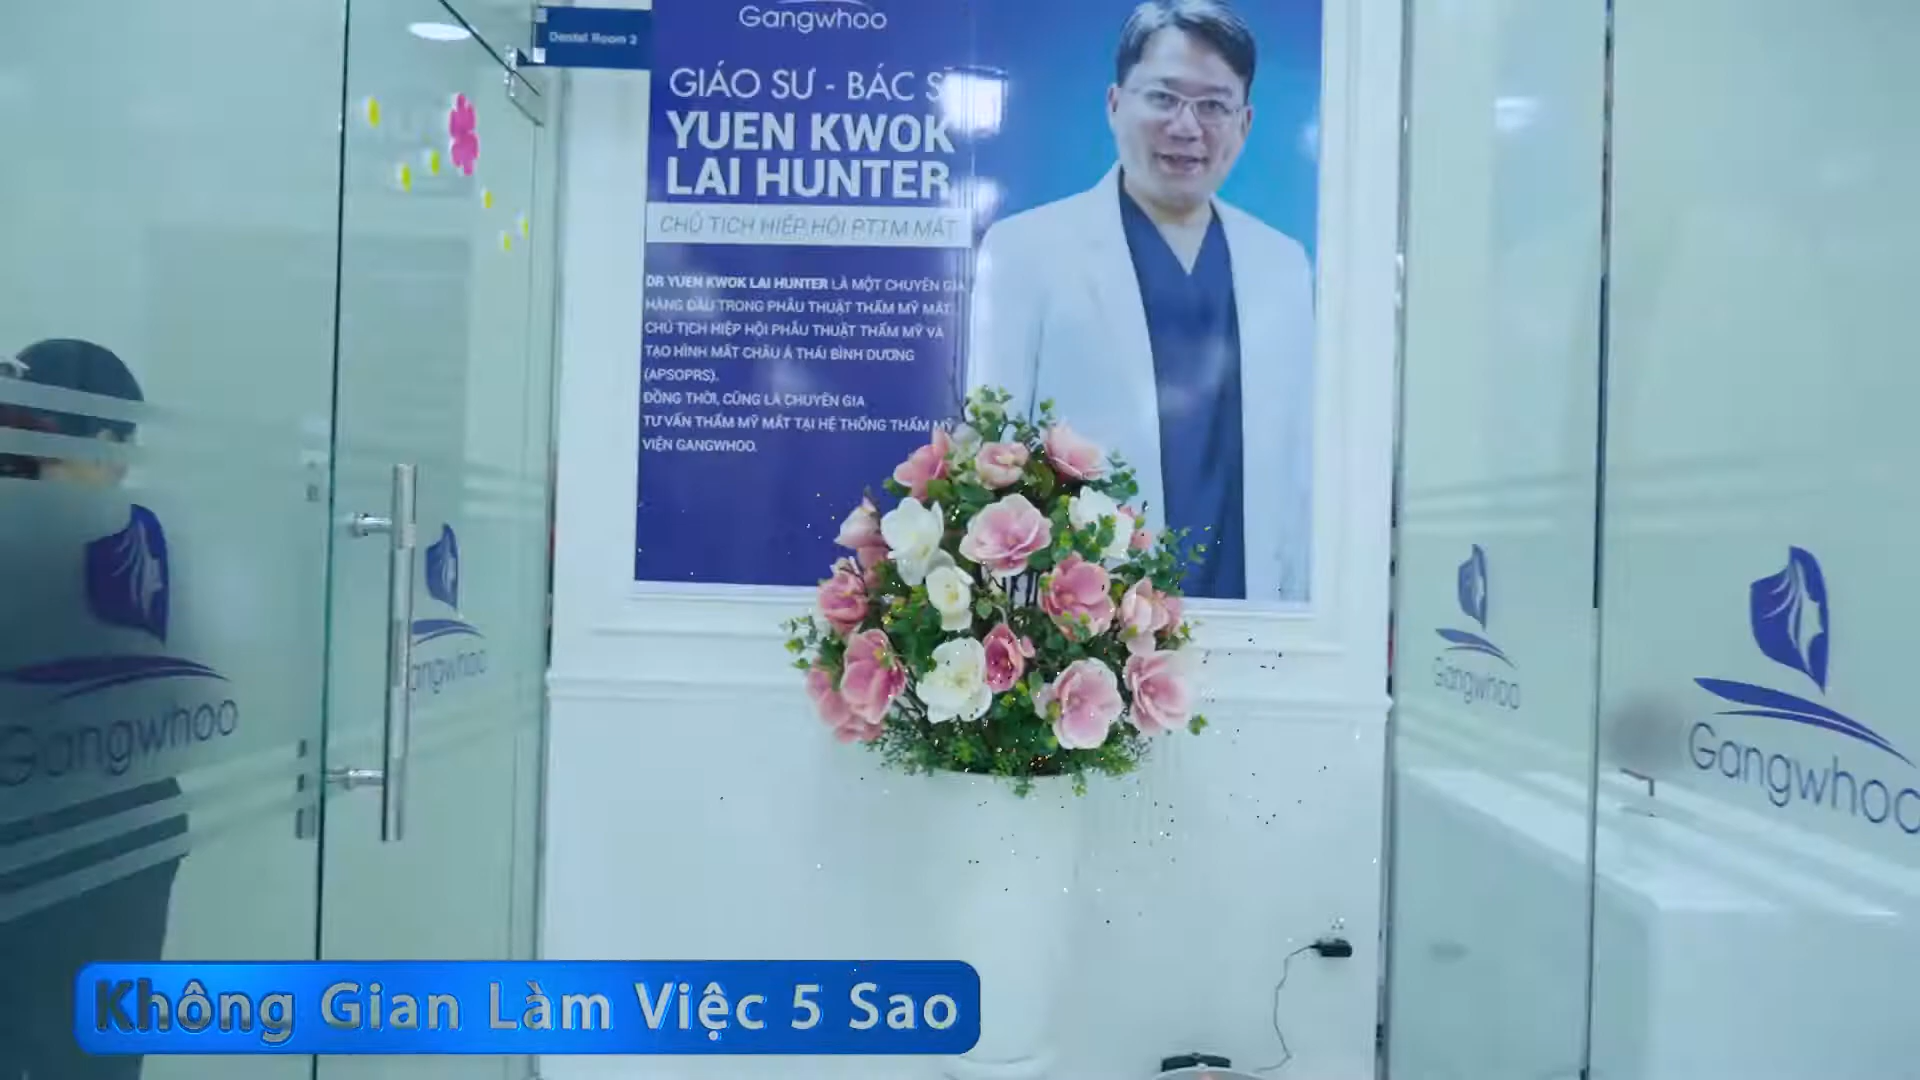 Gangwhoo
Dental Room 2
GIÁO SƯ - BÁC S
YUEN KWOK
LAI HUNTER
CHỦ TỊCH HIỆP HỘI PTTM MẮT
DR YUEN KWOK LAI HUNTER LÀ MỘT CHUYÊN GIA
HÀNG ĐẦU TRONG PHẪU THUẬT THẨM MỸ MẮT,
CHỦ TỊCH HIỆP HỘI PHẪU THUẬT THẨM MỸ VÀ
TẠO HÌNH MẮT CHÂU Á THÁI BÌNH DƯƠNG
(APSOPRS).
ĐỒNG THỜI, CŨNG LÀ CHUYÊN GIA
TƯ VẤN THẨM MỸ MẮT TẠI HỆ THỐNG THẨM MỸ
VIỆN GANGWHOO.
Gangwhoo
angwhoo
Gangwhoo
Gangwhoo
Không Gian Làm Việc 5 Sao